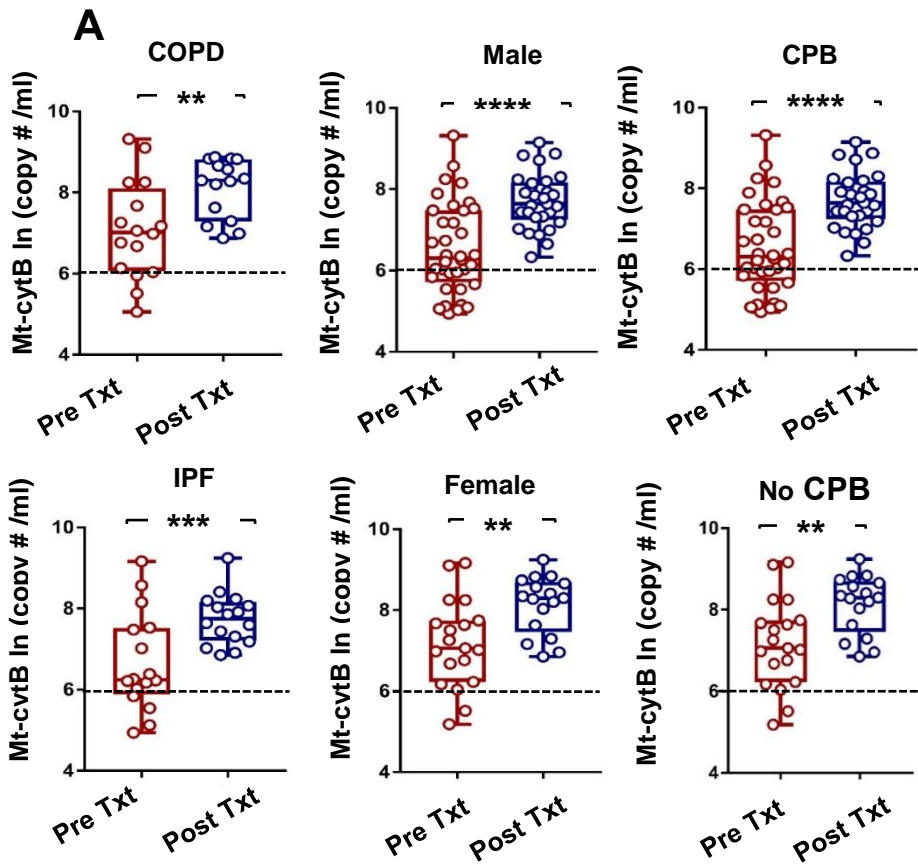 A
COPD
Mt-cytB ln (copy # /ml)
**
10
8
6
4
Pre Txt
Post Txt
Male
Mt-cytB ln (copy # /ml)
****
10
8
6
4
Pre Txt
Post Txt
CPB
Mt-cytB ln (copy # /ml)
****
10
8
6
4
Pre Txt
Post Txt
IPF
Mt-cytB ln (copy # /ml)
***
10
8
6
4
Pre Txt
Post Txt
Female
Mt-cytB ln (copy # /ml)
**
10
8
6
4
Pre Txt
Post Txt
No CPB
Mt-cytB ln (copy # /ml)
**
10
8
6
4
Pre Txt
Post Txt